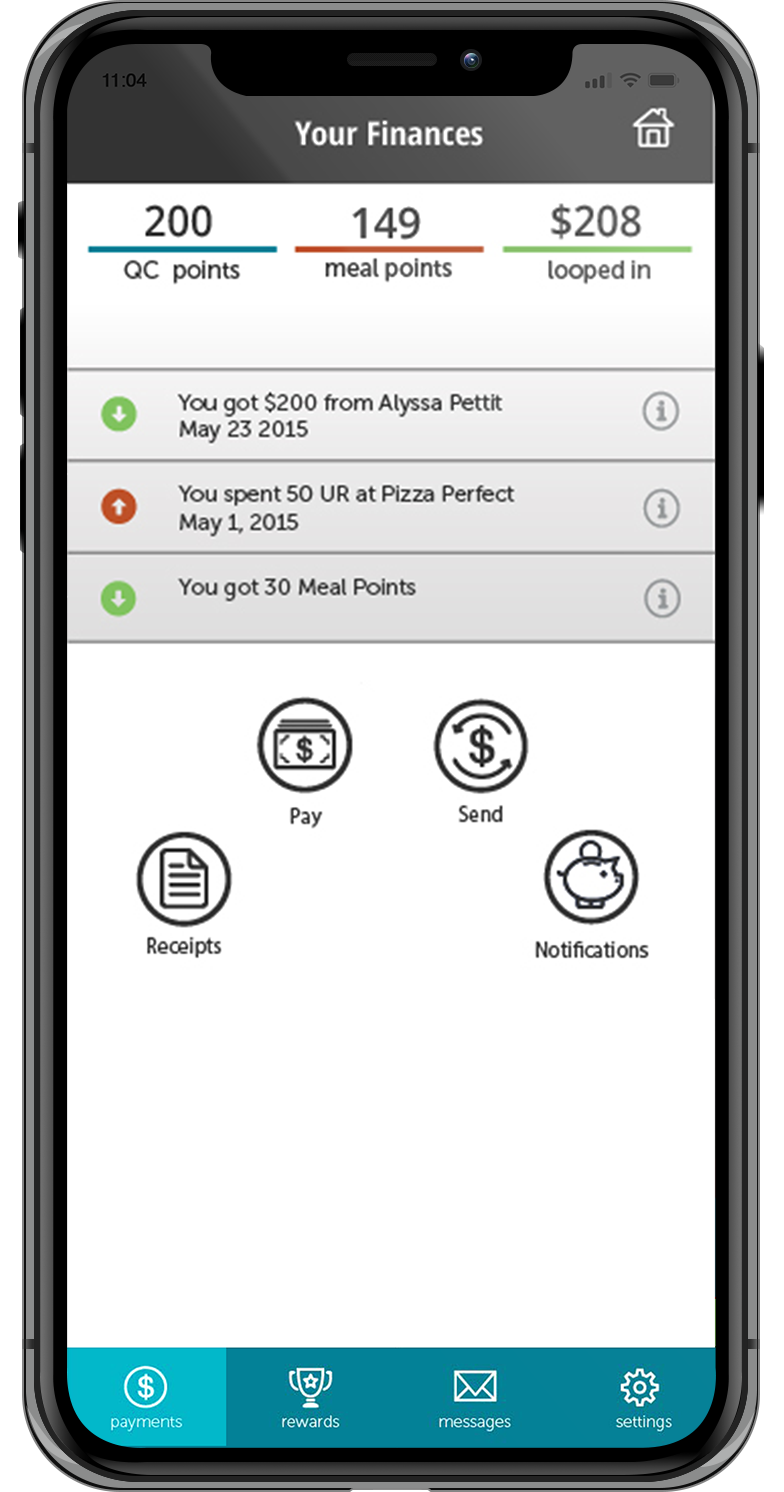 11:04
Your Finances
200
149
$208
QC points
meal points
looped in
You got $200 from Alyssa Pettit
May 23 2015
You spent 50 UR at Pizza Perfect
May 1, 2015
You got 30 Meal Points
Pay
Send
Receipts
Notifications
payments
rewards
messages
settings